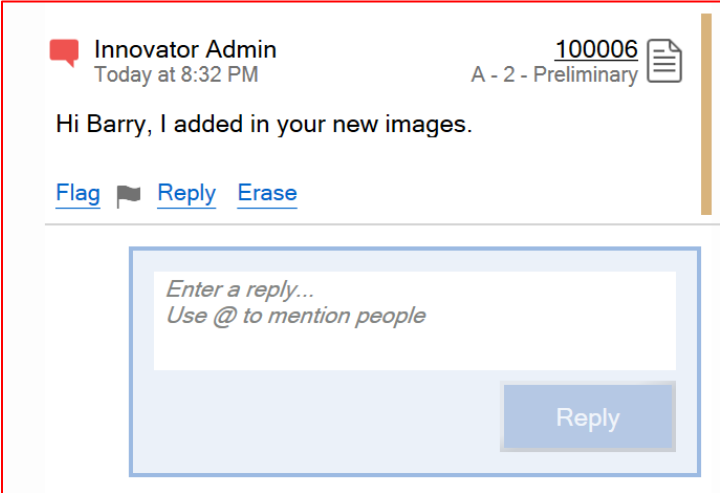 Innovator Admin
100006
Today at 8:32 PM
A - 2 - Preliminary
Hi Barry, I added in your new images.
Flag Reply Erase
Enter a reply...
Use @ to mention people
Reply